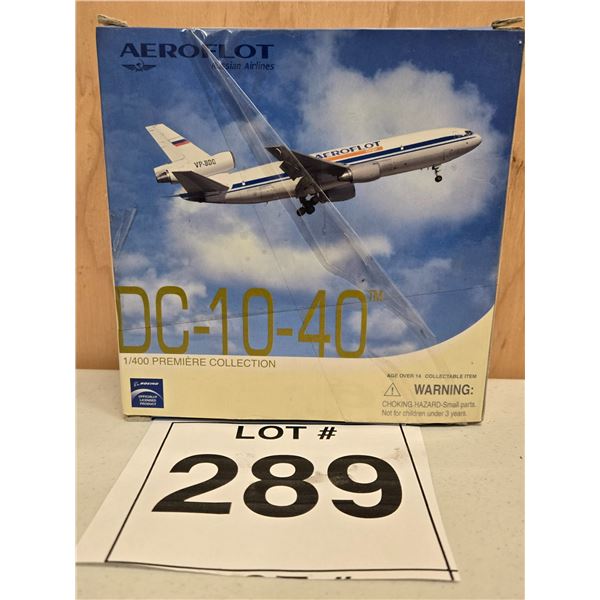 AEROFLOT
Russian Airlines
VP-BDG
AEROFLOT
DC-10-40™
1/400 PREMIÈRE COLLECTION
BOEING
OFFICIALLY
LICENSED
PRODUCT
AGE OVER 14 COLLECTABLE ITEM
WARNING:
CHOKING HAZARD-Small parts.
Not for children under 3 years.
LOT #
289